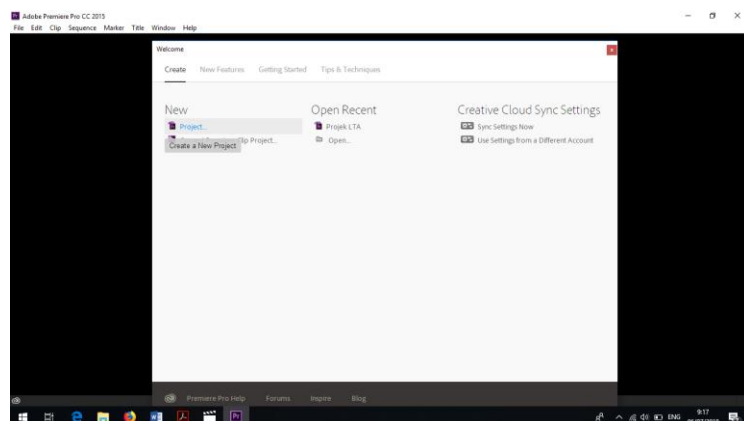 Adobe Premiere Pro CC 2015
File Edit Clip Sequence Marker Title Window Help
Welcome
Create New Features Getting Started Tips & Techniques
New Open Recent Creative Cloud Sync Settings
Project... Projek LTA Sync Settings Now
Project... Open... Use Settings from a Different Account
Create a New Project
Premiere Pro Help Forums Inspire Blog
ENG 9:17